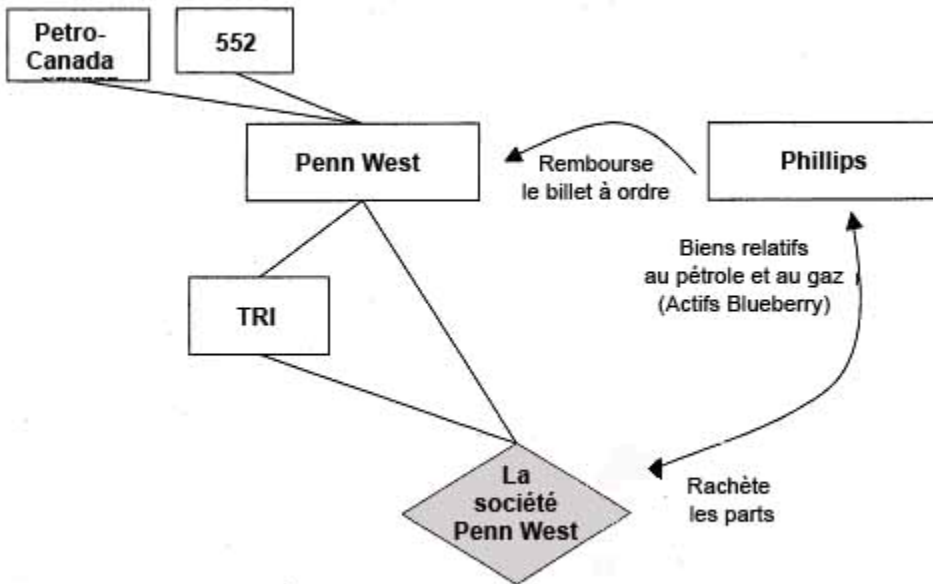 Petro-
Canada
552
Penn West
Rembourse
le billet à ordre
Phillips
Biens relatifs
au pétrole et au gaz
(Actifs Blueberry)
TRI
La
société
Penn West
Rachète
les parts